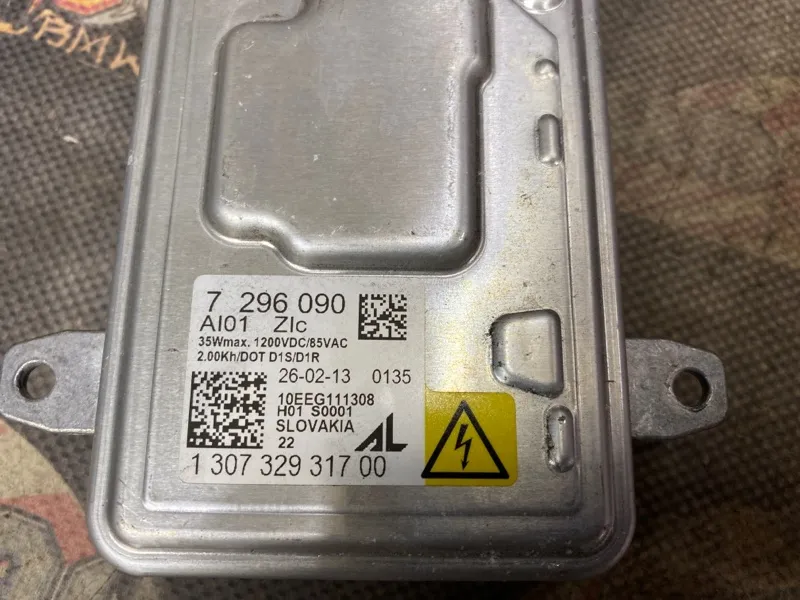 BMW
7 296 090
AI01 ZIc
35Wmax. 1200VDC/85VAC
2.00Kh/DOT D1S/D1R
26-02-13 0135
10EEG111308
H01 S0001
SLOVAKIA
22 AL
1 307 329 317 00